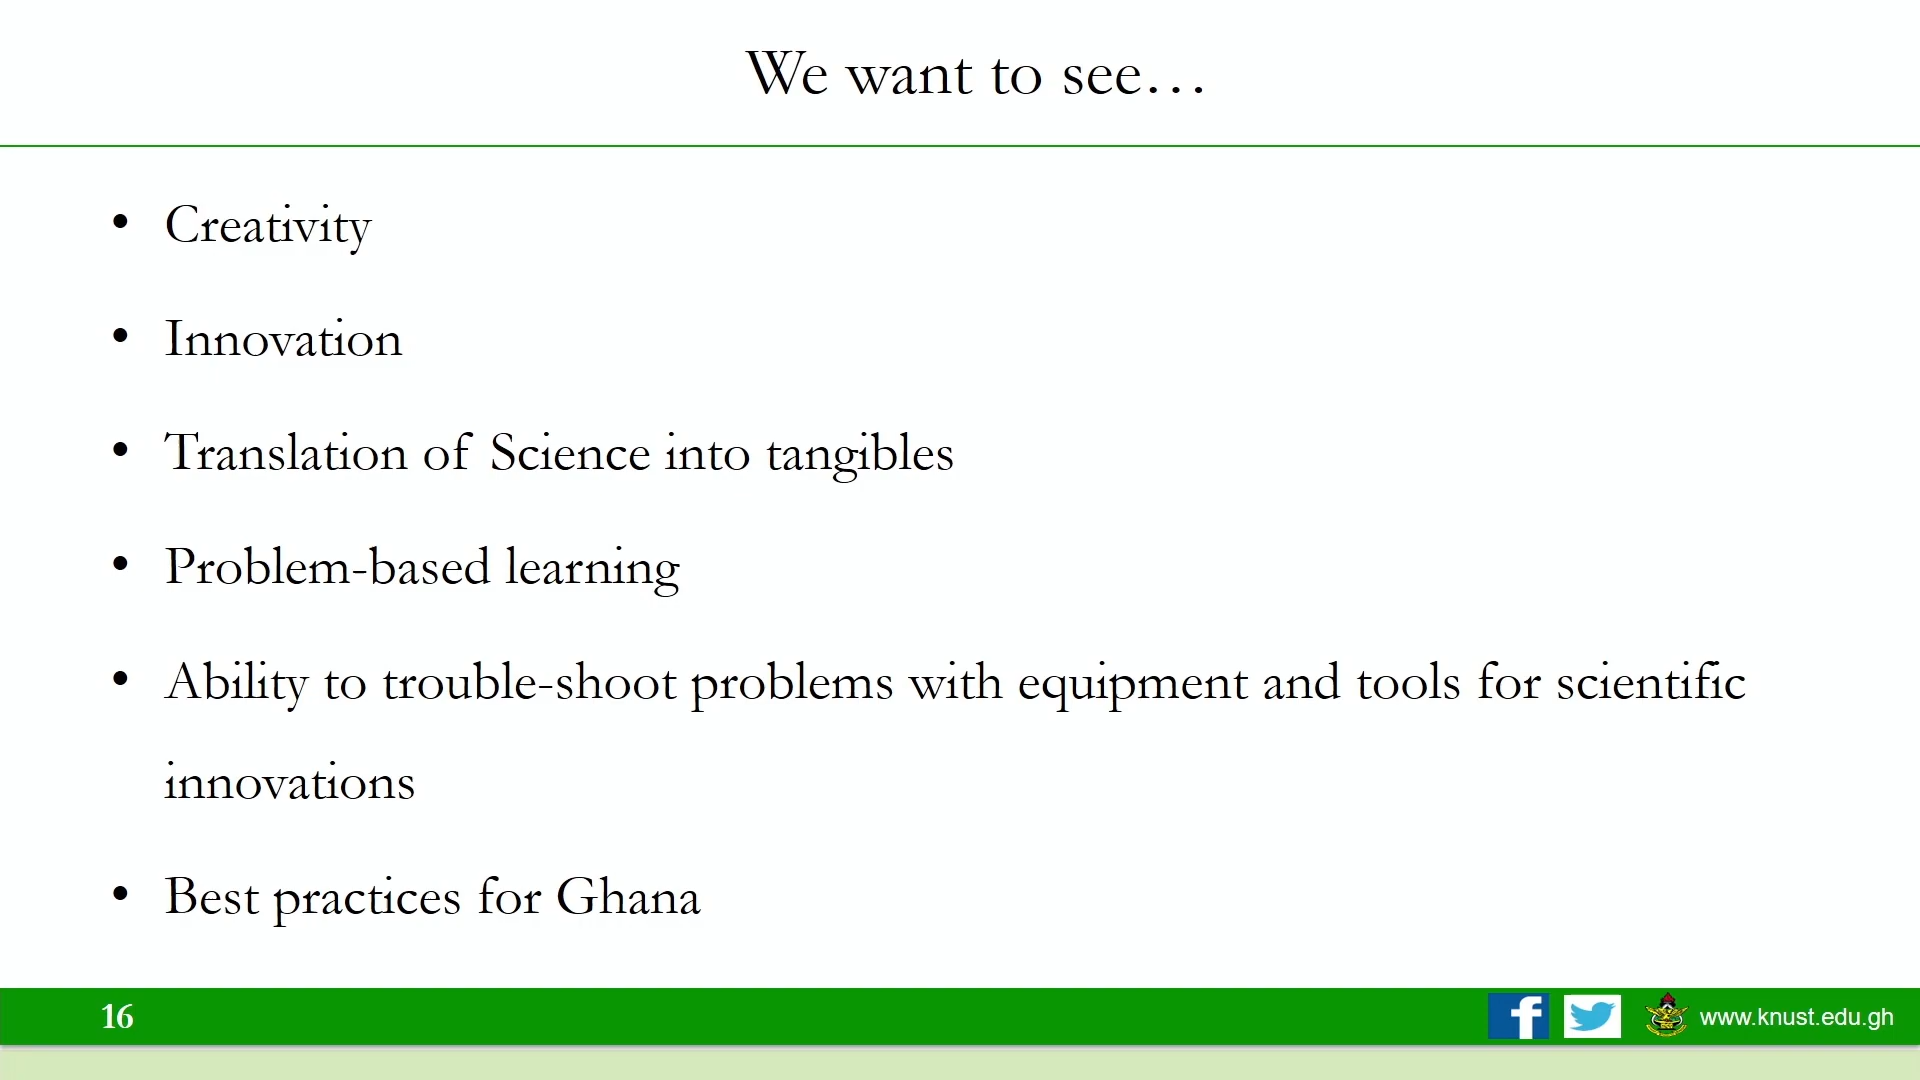 We want to see…
• Creativity
• Innovation
• Translation of Science into tangibles
• Problem-based learning
• Ability to trouble-shoot problems with equipment and tools for scientific
innovations
• Best practices for Ghana
16
www.knust.edu.gh